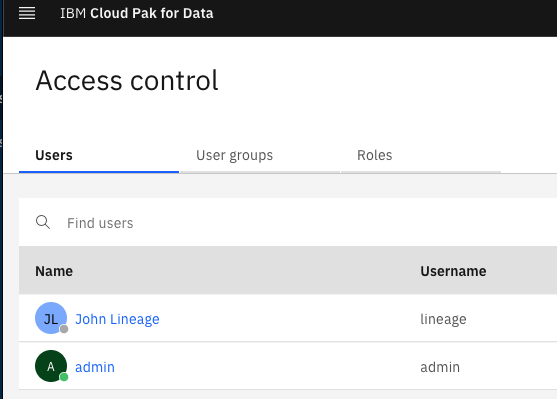 IBM Cloud Pak for Data
Access control
Users User groups Roles
Find users
Name Username
JL John Lineage lineage
A admin admin